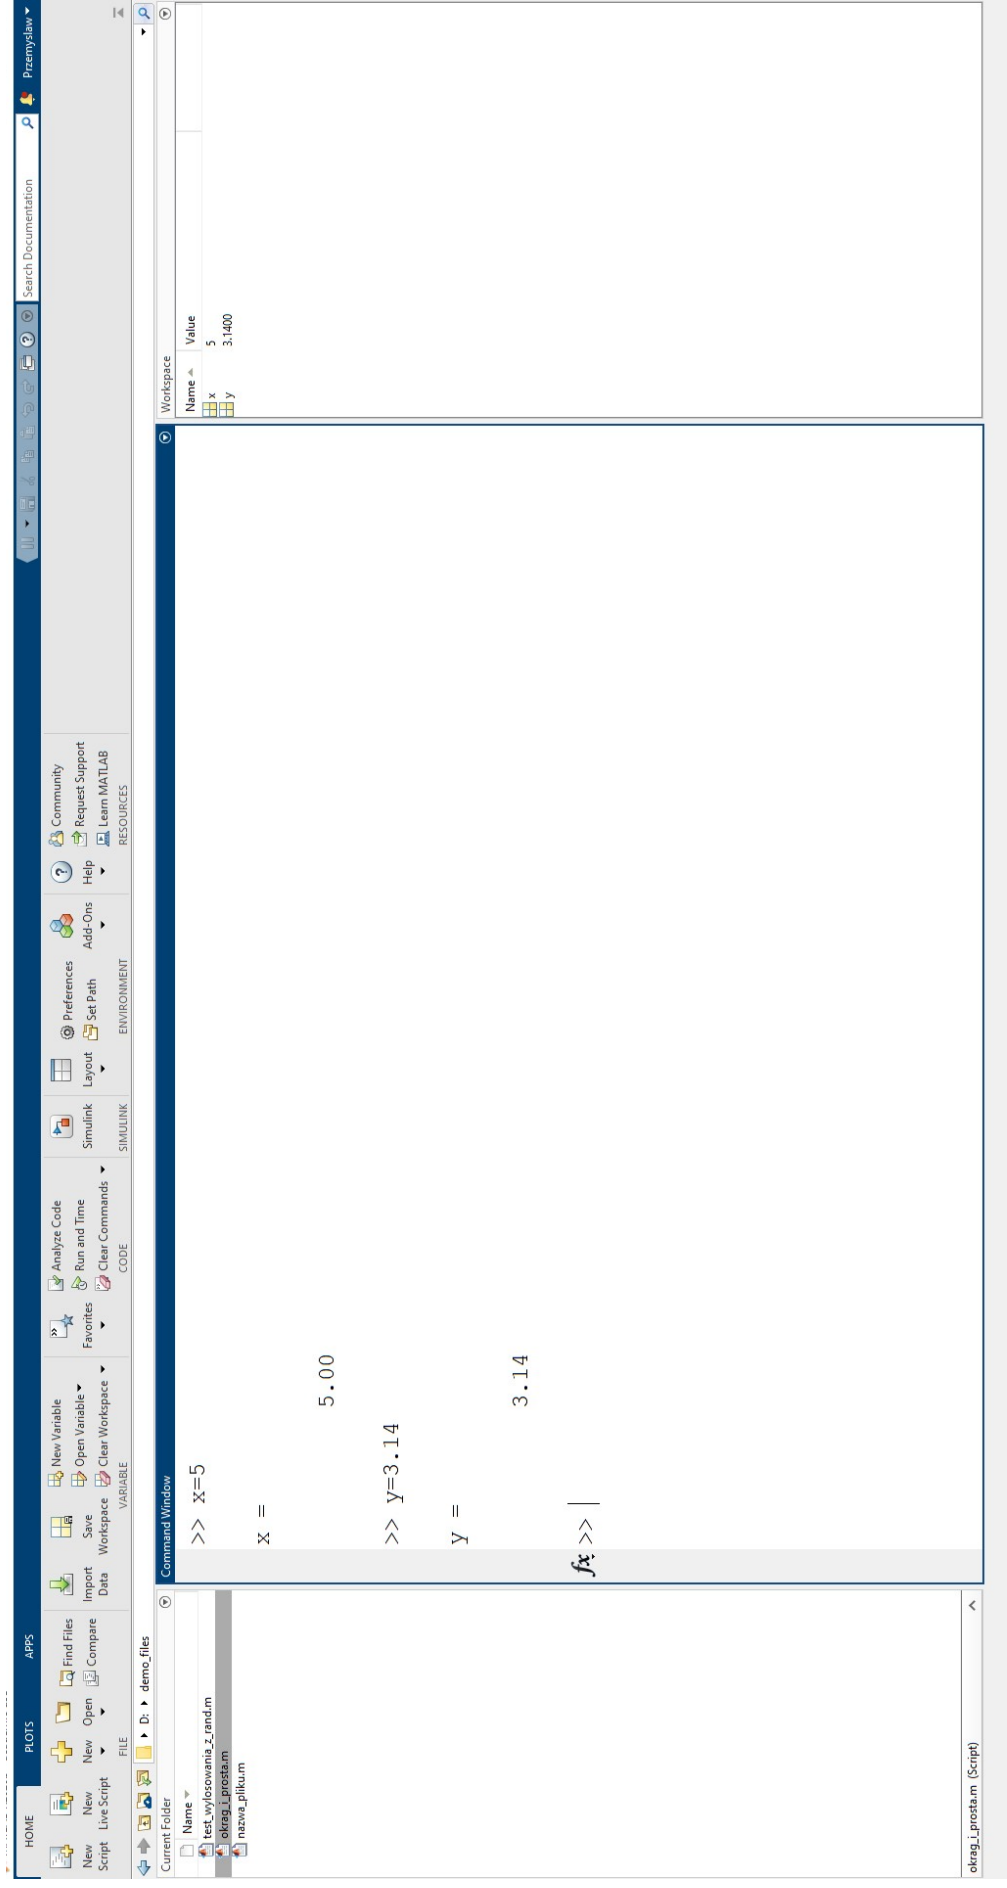 HOME PLOTS APPS Search Documentation Przemyslaw
New Script
New Live Script
New
Open
Find Files
Compare
FILE
Import Data
Save Workspace
New Variable
Open Variable
Clear Workspace
VARIABLE
Favorites
Analyze Code
Run and Time
Clear Commands
CODE
Simulink
SIMULINK
Layout
Preferences
Set Path
Add-Ons
ENVIRONMENT
Help
Community
Request Support
Learn MATLAB
RESOURCES
D: demo_files
Current Folder
Name
test_wylosowania_z_rand.m
okrag_i_prosta.m
nazwa_pliku.m
okrag_i_prosta.m (Script)
Command Window
>> x=5
x =
5.00
>> y=3.14
y =
3.14
fx >>
Workspace
Name Value
x 5
y 3.1400